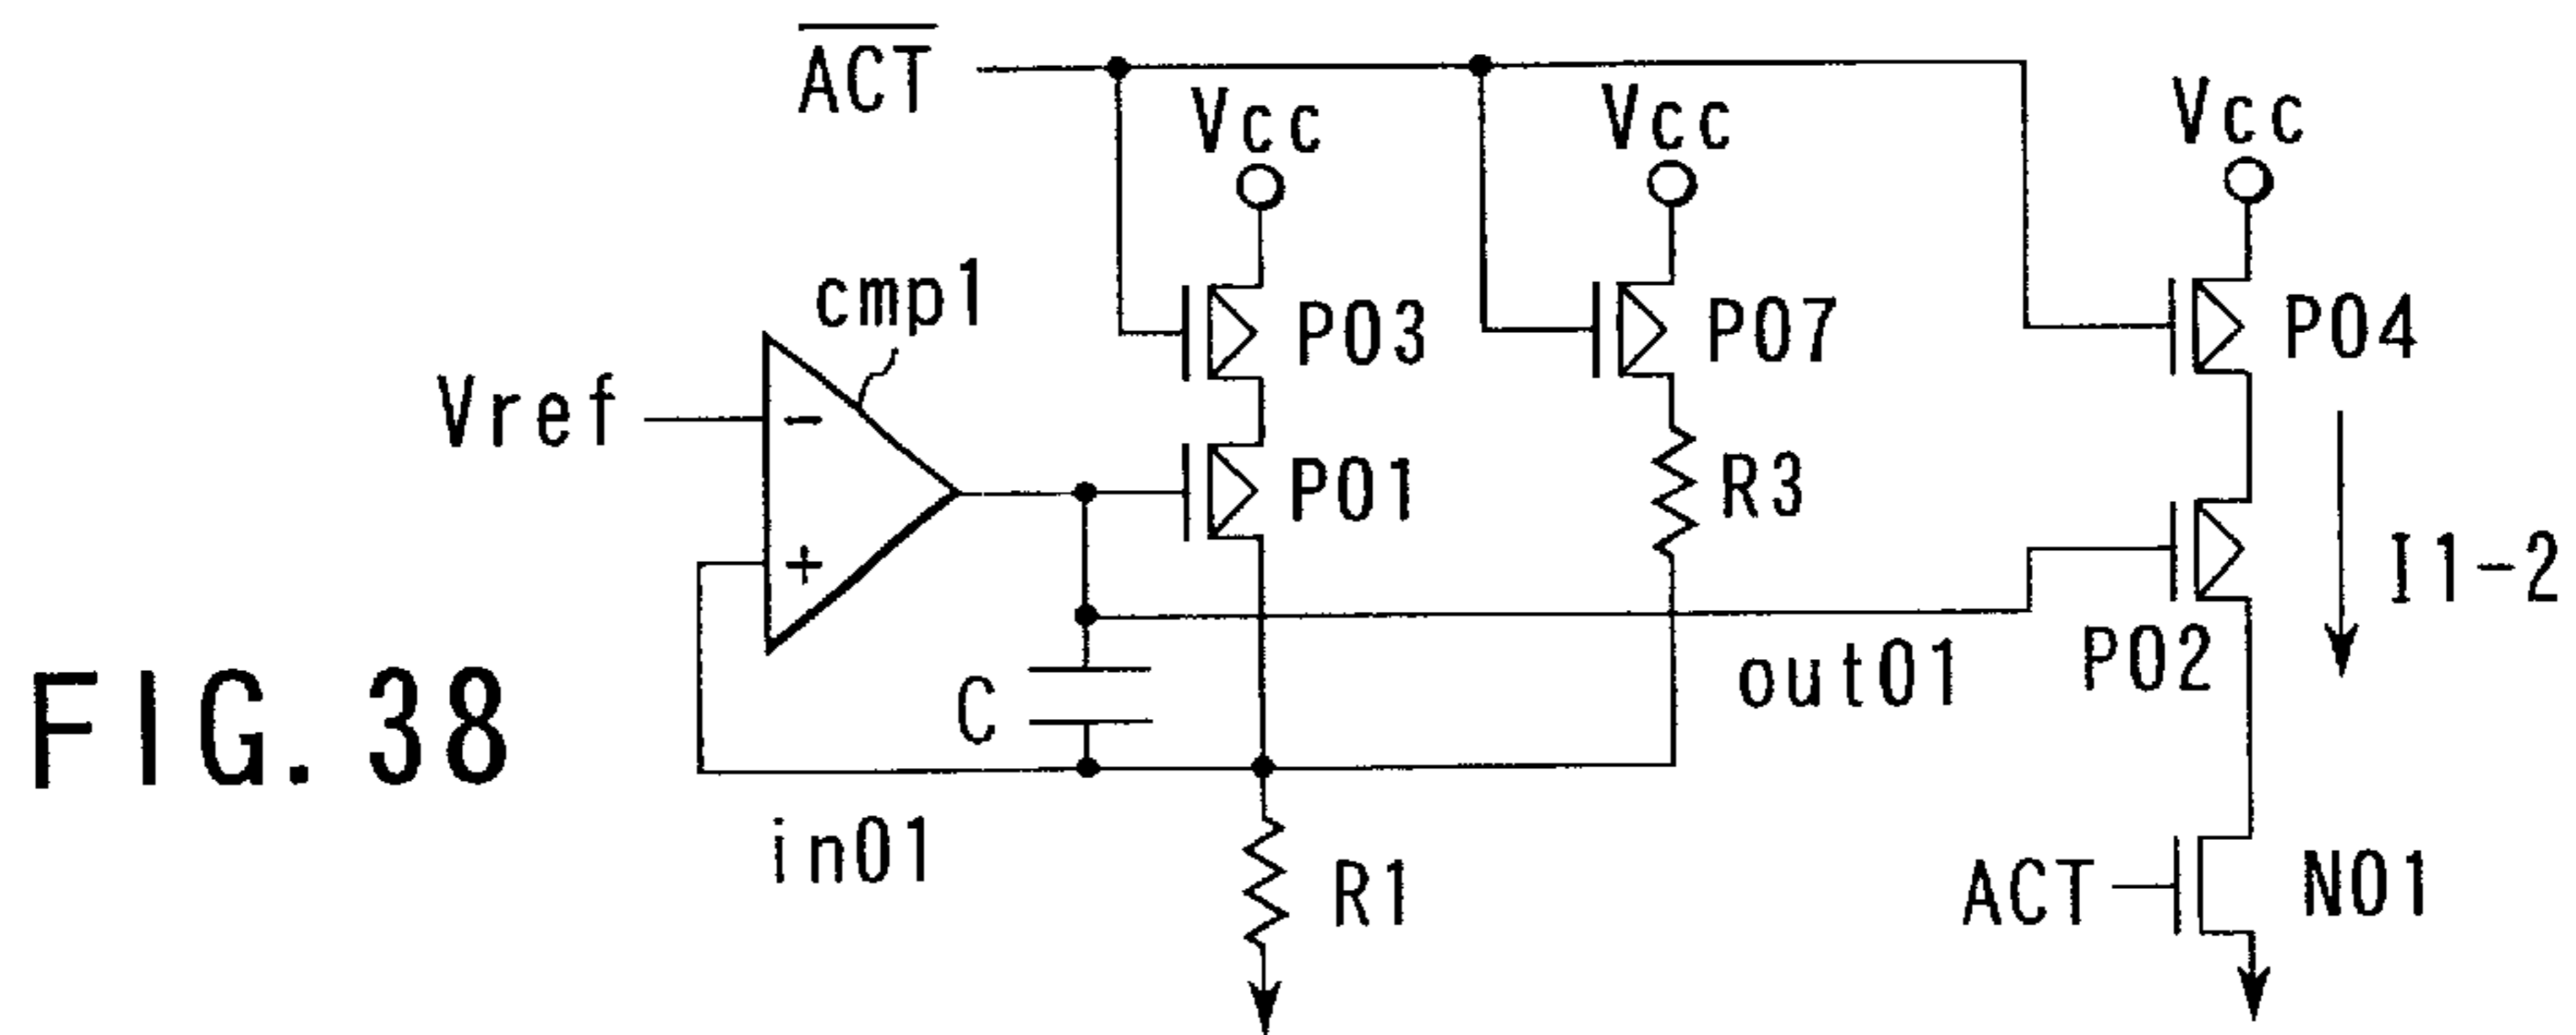 A̅C̅T̅
Vcc
Vcc
Vcc
cmp1
P03
P07
P04
Vref
−
P01
R3
+
I1-2
out01
P02
C
FIG. 38
in01
R1
ACT
N01